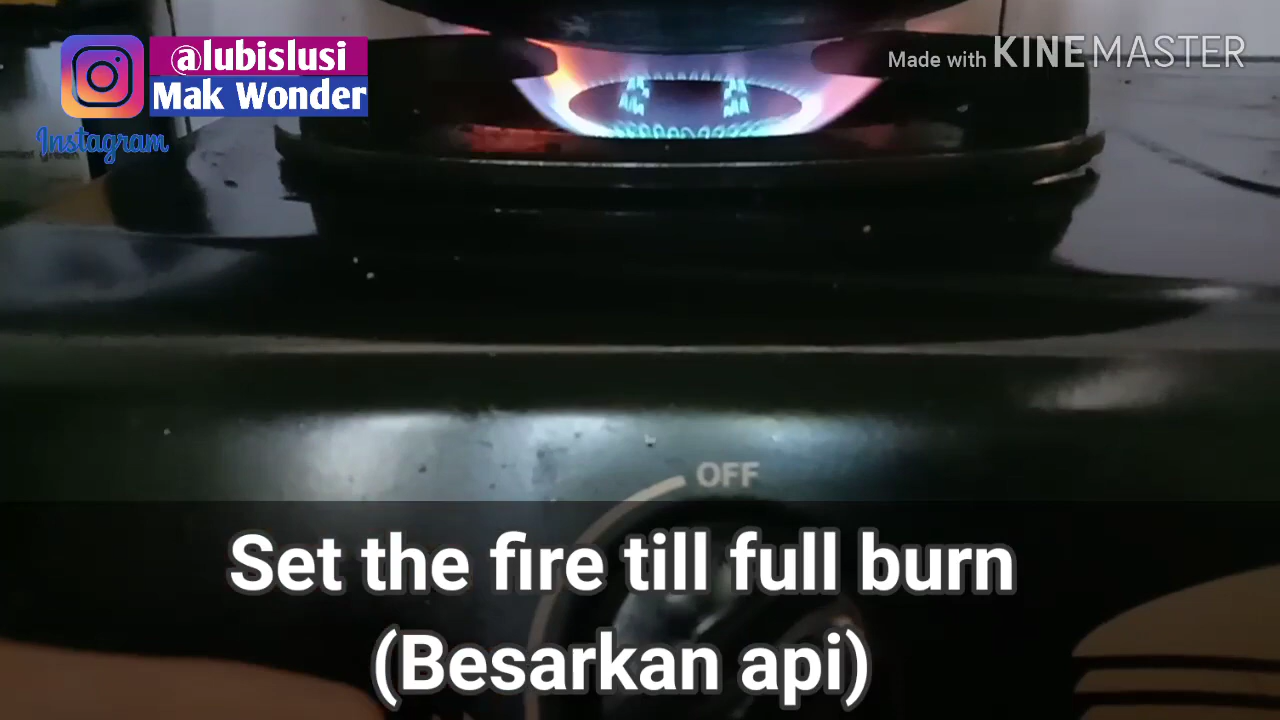 @lubislusi
Mak Wonder
Instagram
Made with KINEMASTER
OFF
Set the fire till full burn
(Besarkan api)